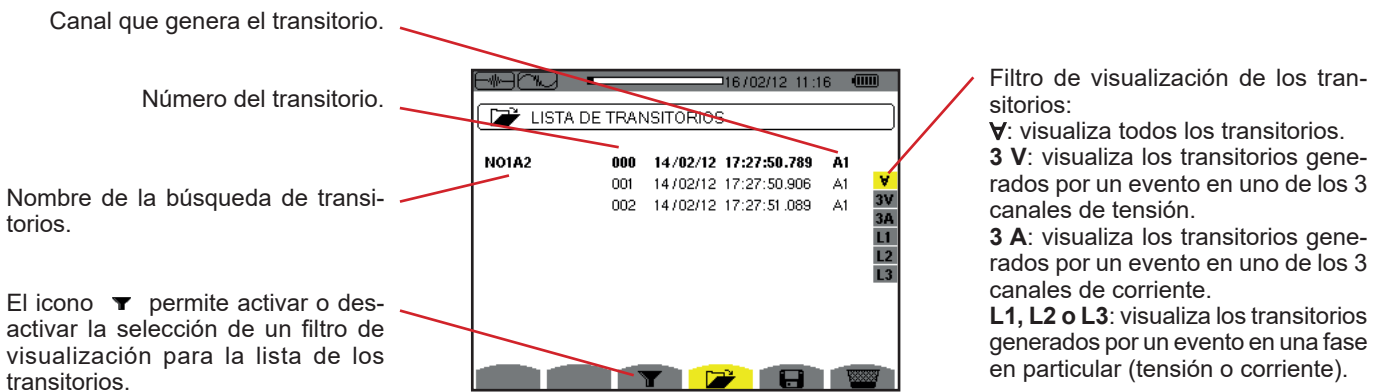 Canal que genera el transitorio.
Número del transitorio.
Nombre de la búsqueda de transi-
torios.
El icono permite activar o des-
activar la selección de un filtro de
visualización para la lista de los
transitorios.
16/02/12 11:16
LISTA DE TRANSITORIOS
NO1A2 000 14/02/12 17:27:50.789 A1
001 14/02/12 17:27:50.906 A1
002 14/02/12 17:27:51.089 A1
∀
3V
3A
L1
L2
L3
Filtro de visualización de los tran-
sitorios:
∀: visualiza todos los transitorios.
3 V: visualiza los transitorios gene-
rados por un evento en uno de los 3
canales de tensión.
3 A: visualiza los transitorios gene-
rados por un evento en uno de los 3
canales de corriente.
L1, L2 o L3: visualiza los transitorios
generados por un evento en una fase
en particular (tensión o corriente).